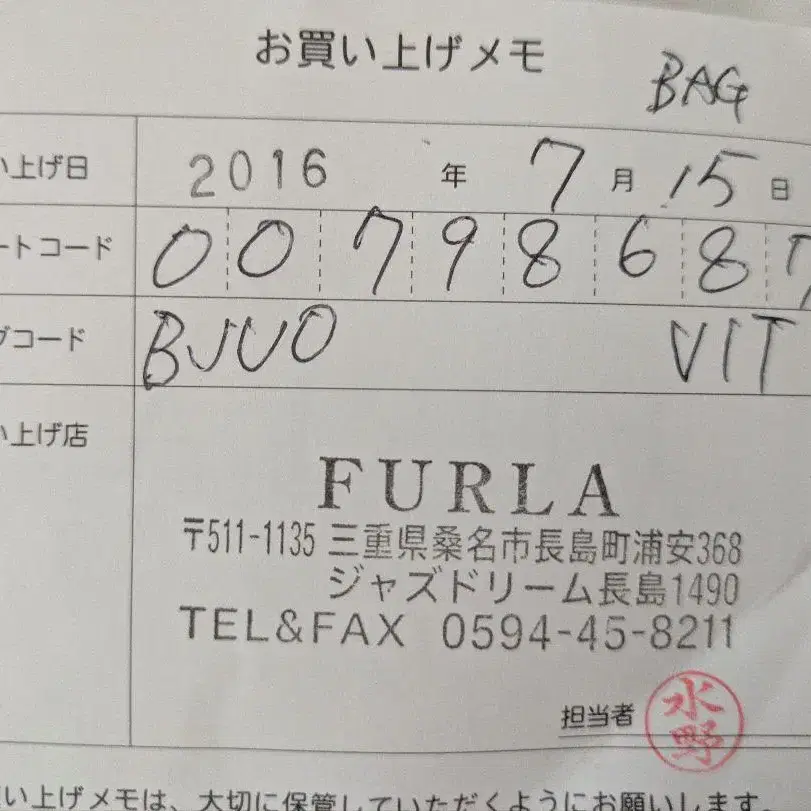 お買い上げメモ
BAG
い上げ日 2016 年 7月 15日
ートコード 00798687
コード BJU0 VIT
い上げ店
FURLA
〒511-1135 三重県桑名市長島町浦安368
ジャズドリーム長島1490
TEL&FAX 0594-45-8211
担当者 水野
い上げメモは、大切に保管していただくようにお願いします